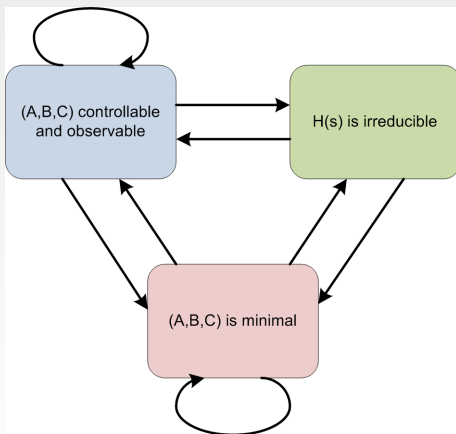 (A,B,C) controllable
and observable
H(s) is irreducible
(A,B,C) is minimal